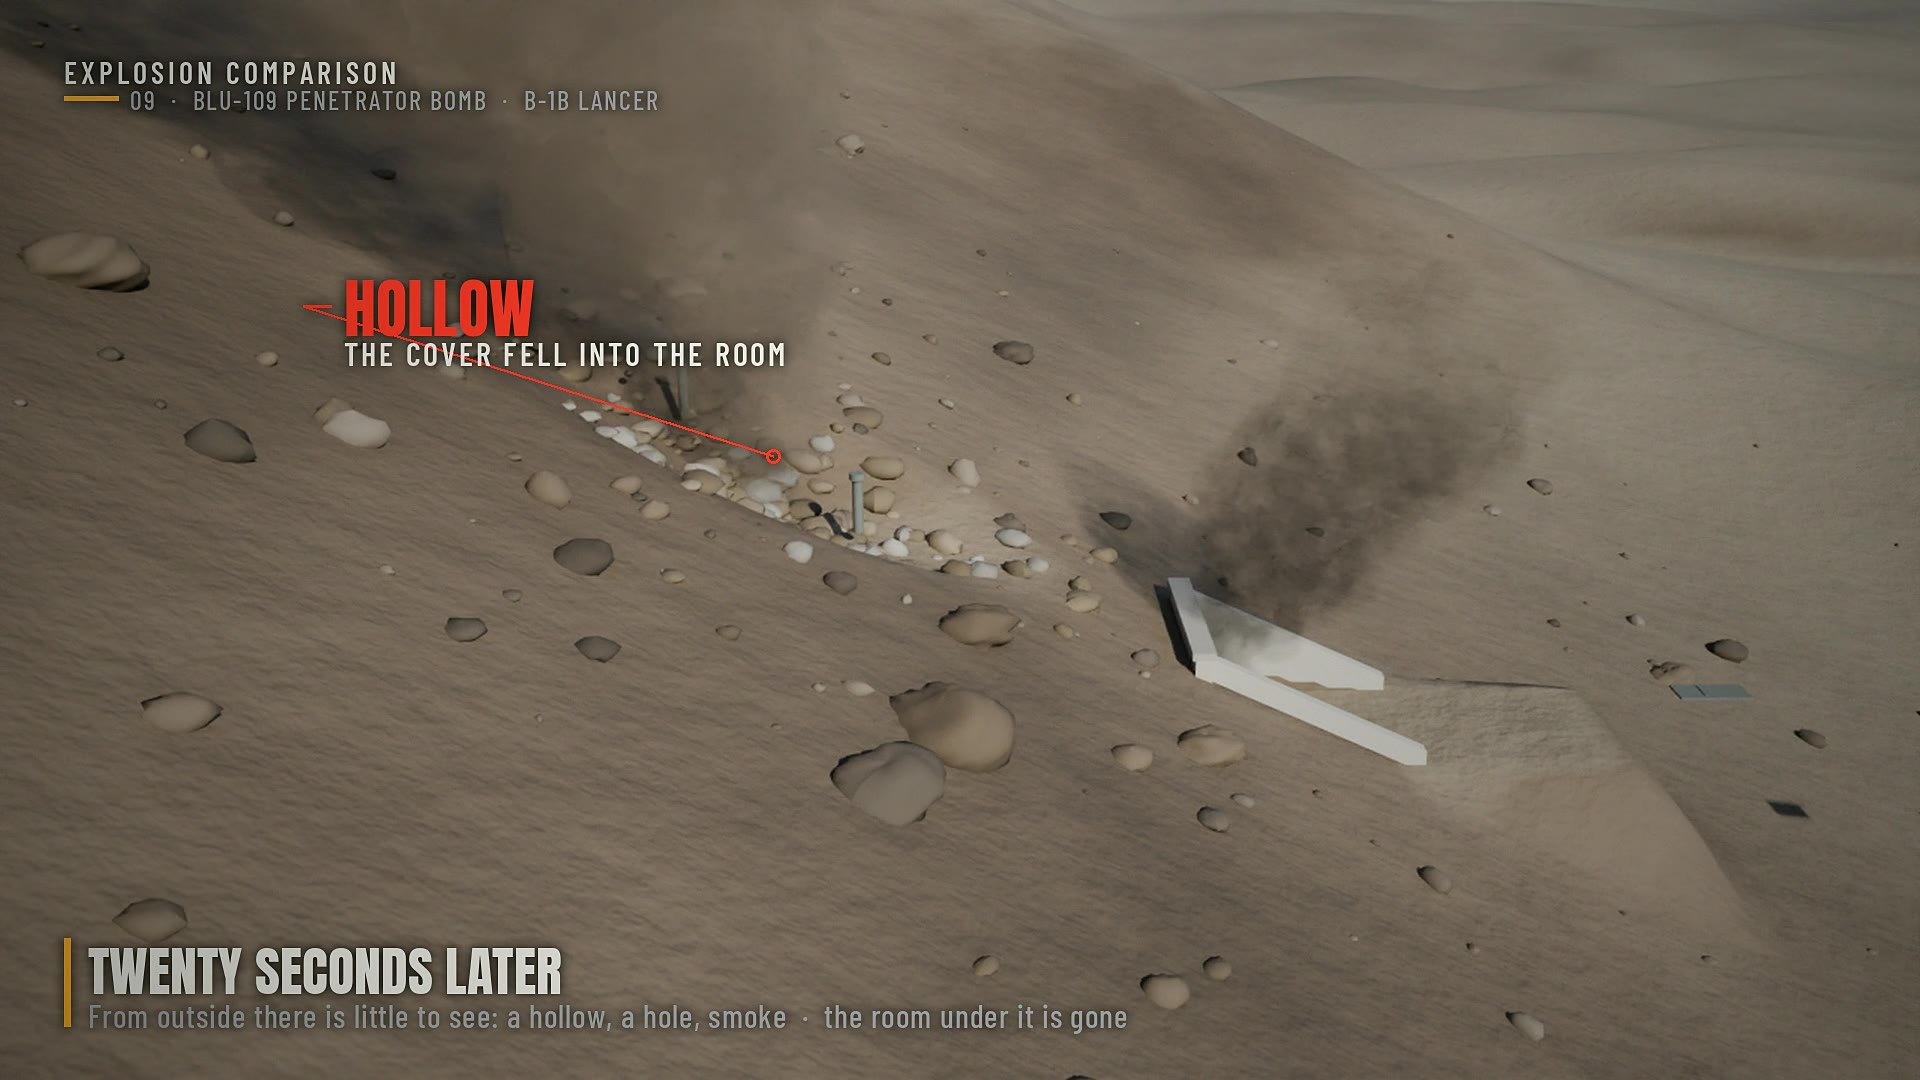 EXPLOSION COMPARISON
09 · BLU-109 PENETRATOR BOMB · B-1B LANCER
HOLLOW
THE COVER FELL INTO THE ROOM
TWENTY SECONDS LATER
From outside there is little to see: a hollow, a hole, smoke · the room under it is gone